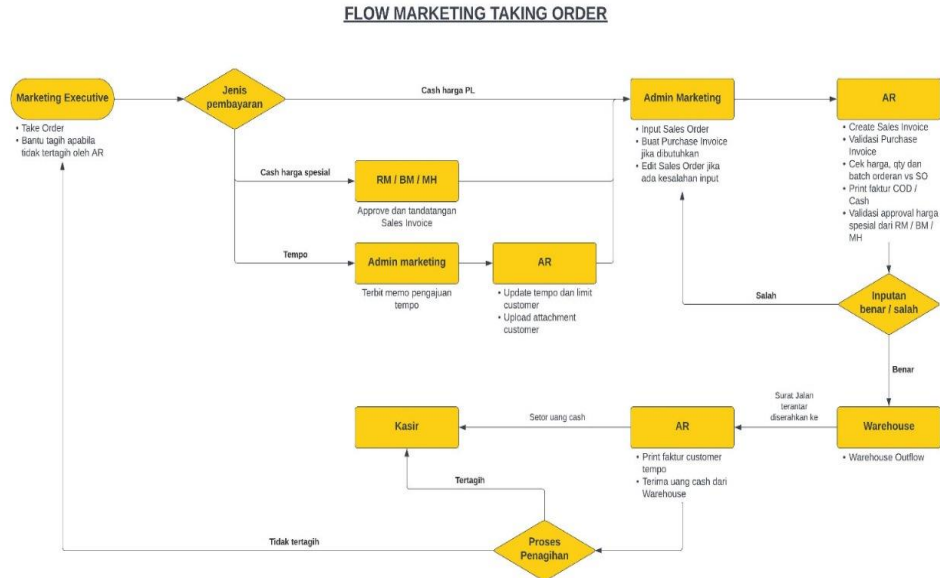 FLOW MARKETING TAKING ORDER
Marketing Executive
• Take Order
• Bantu tagih apabila
tidak tertagih oleh AR
Jenis
pembayaran
Cash harga PL
Cash harga spesial
RM / BM / MH
Approve dan tandatangan
Sales Invoice
Tempo
Admin marketing
Terbit memo pengajuan
tempo
AR
• Update tempo dan limit
customer
• Upload attachment
customer
Admin Marketing
• Input Sales Order
• Buat Purchase Invoice
jika dibutuhkan
• Edit Sales Order jika
ada kesalahan input
AR
• Create Sales Invoice
• Validasi Purchase
Invoice
• Cek harga, qty dan
batch orderan vs SO
• Print faktur COD /
Cash
• Validasi approval harga
spesial dari RM / BM /
MH
Inputan
benar / salah
Salah
Benar
Warehouse
• Warehouse Outflow
Surat Jalan
terantar
diserahkan ke
AR
• Print faktur customer
tempo
• Terima uang cash dari
Warehouse
Setor uang cash
Kasir
Tertagih
Proses
Penagihan
Tidak tertagih